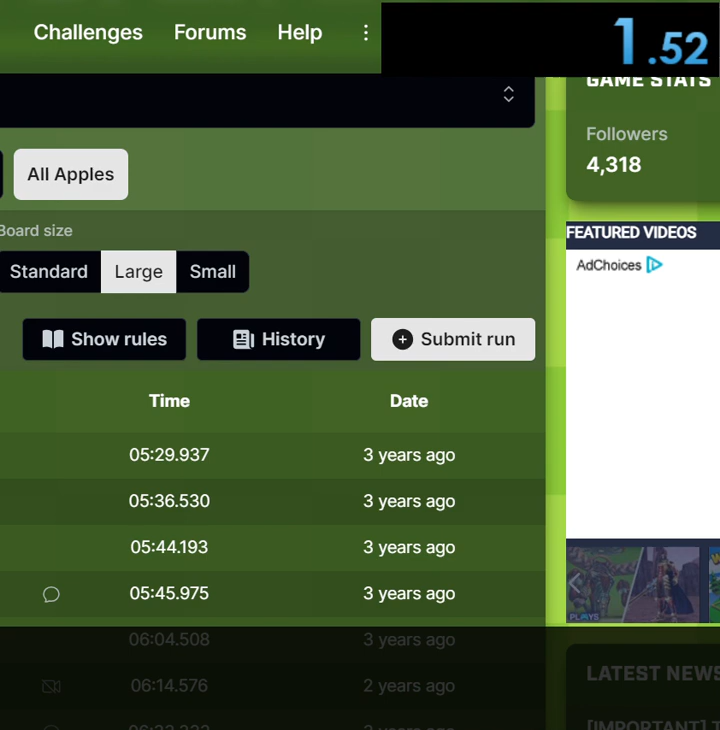 Challenges Forums Help
1.52
GAME STATS
Followers
4,318
All Apples
Board size
Standard Large Small
FEATURED VIDEOS
AdChoices
Show rules History Submit run
Time Date
05:29.937 3 years ago
05:36.530 3 years ago
05:44.193 3 years ago
05:45.975 3 years ago
PLAYS
06:04.508 3 years ago
06:14.576 2 years ago
LATEST NEWS
[IMPORTANT]